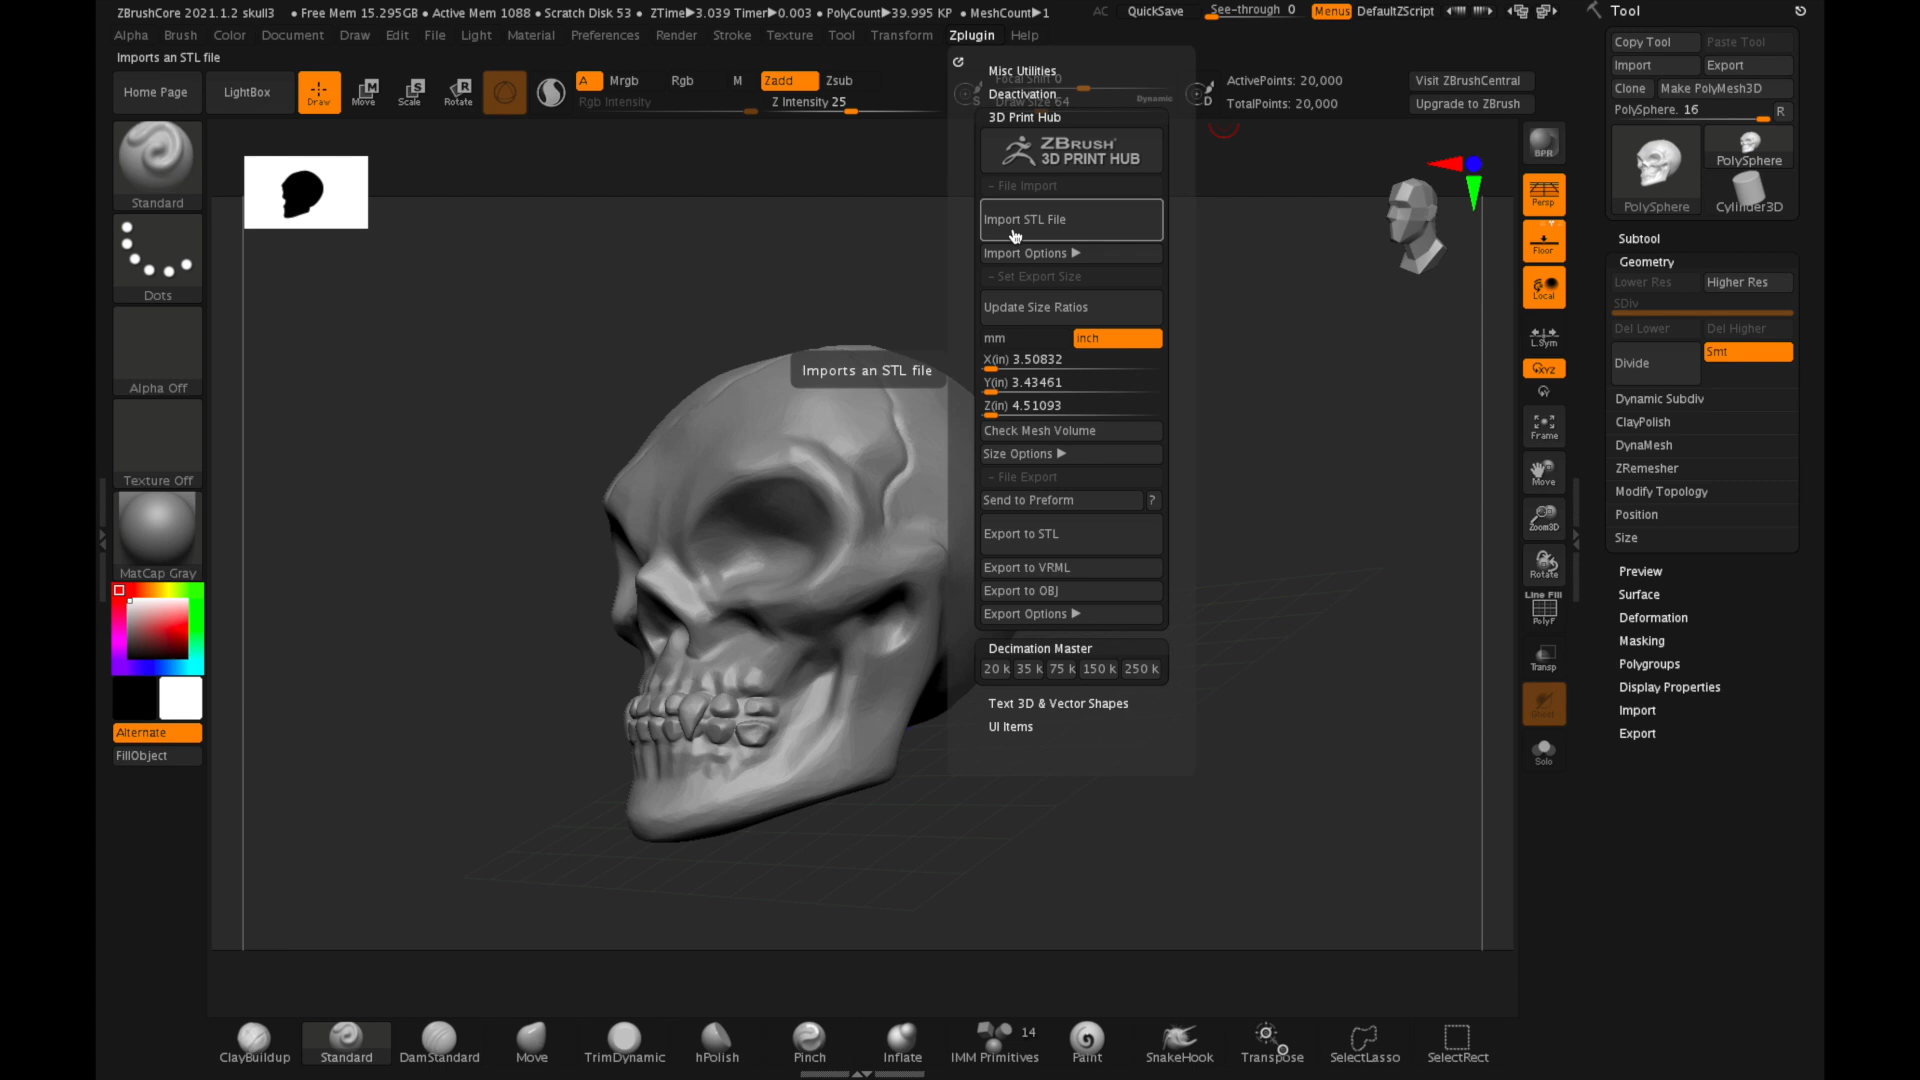 ZBrushCore 2021.1.2 skull3 • Free Mem 15.295GB • Active Mem 1088 • Scratch Disk 53 • ZTime▶3.039 Timer▶0.003 • PolyCount▶39.995 KP • MeshCount▶1 AC QuickSave See-through 0 Menus DefaultZScript
Alpha Brush Color Document Draw Edit File Light Material Preferences Render Stroke Texture Tool Transform Zplugin Help
Imports an STL file
Home Page LightBox Draw Move Scale Rotate
A Mrgb Rgb M Zadd Zsub
Rgb Intensity Z Intensity 25
Focal Shift 0
S Draw Size 64 Dynamic D
ActivePoints: 20,000
TotalPoints: 20,000
Visit ZBrushCentral
Upgrade to ZBrush
Standard
Dots
Alpha Off
Texture Off
MatCap Gray
Alternate
FillObject
Imports an STL file
Misc Utilities
Deactivation
3D Print Hub
ZBRUSH®
3D PRINT HUB
– File Import
Import STL File
Import Options ▶
– Set Export Size
Update Size Ratios
mm inch
X(in) 3.50832
Y(in) 3.43461
Z(in) 4.51093
Check Mesh Volume
Size Options ▶
– File Export
Send to Preform ?
Export to STL
Export to VRML
Export to OBJ
Export Options ▶
Decimation Master
20 k 35 k 75 k 150 k 250 k
Text 3D & Vector Shapes
UI Items
BPR
Persp
Floor
Local
L.Sym
XYZ
Frame
Move
Zoom3D
Rotate
Line Fill
PolyF
Transp
Ghost
Solo
Tool
Copy Tool Paste Tool
Import Export
Clone Make PolyMesh3D
PolySphere. 16 R
PolySphere
PolySphere Cylinder3D
Subtool
Geometry
Lower Res Higher Res
SDiv
Del Lower Del Higher
Divide Smt
Dynamic Subdiv
ClayPolish
DynaMesh
ZRemesher
Modify Topology
Position
Size
Preview
Surface
Deformation
Masking
Polygroups
Display Properties
Import
Export
14
ClayBuildup Standard DamStandard Move TrimDynamic hPolish Pinch Inflate IMM Primitives Paint SnakeHook Transpose SelectLasso SelectRect